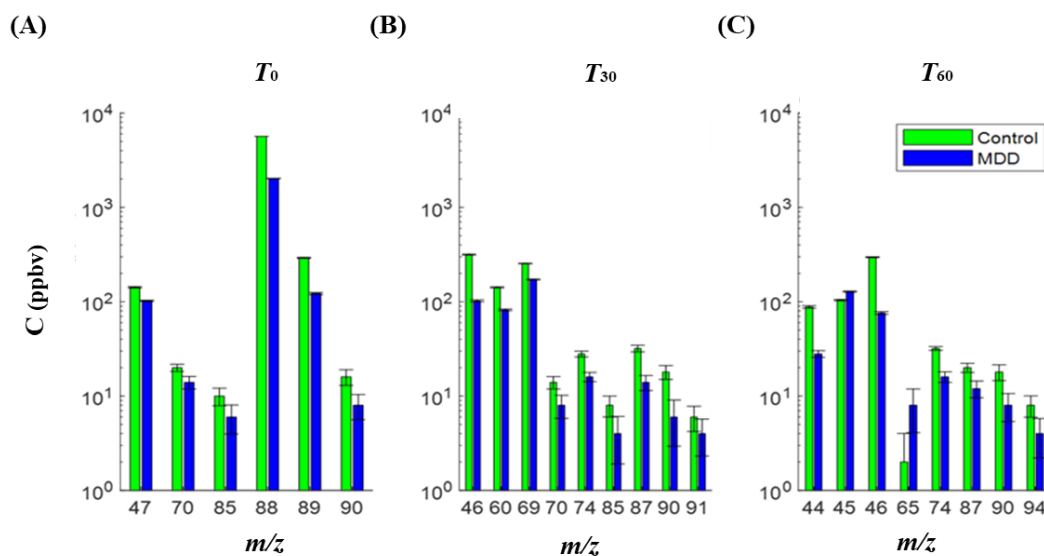 (A) (B) (C)
T0 T30 T60
10^4 10^4 10^4
Control
MDD
10^3 10^3 10^3
C (ppbv)
10^2 10^2 10^2
10^1 10^1 10^1
10^0 10^0 10^0
47 70 85 88 89 90 46 60 69 70 74 85 87 90 91 44 45 46 65 74 87 90 94
m/z m/z m/z